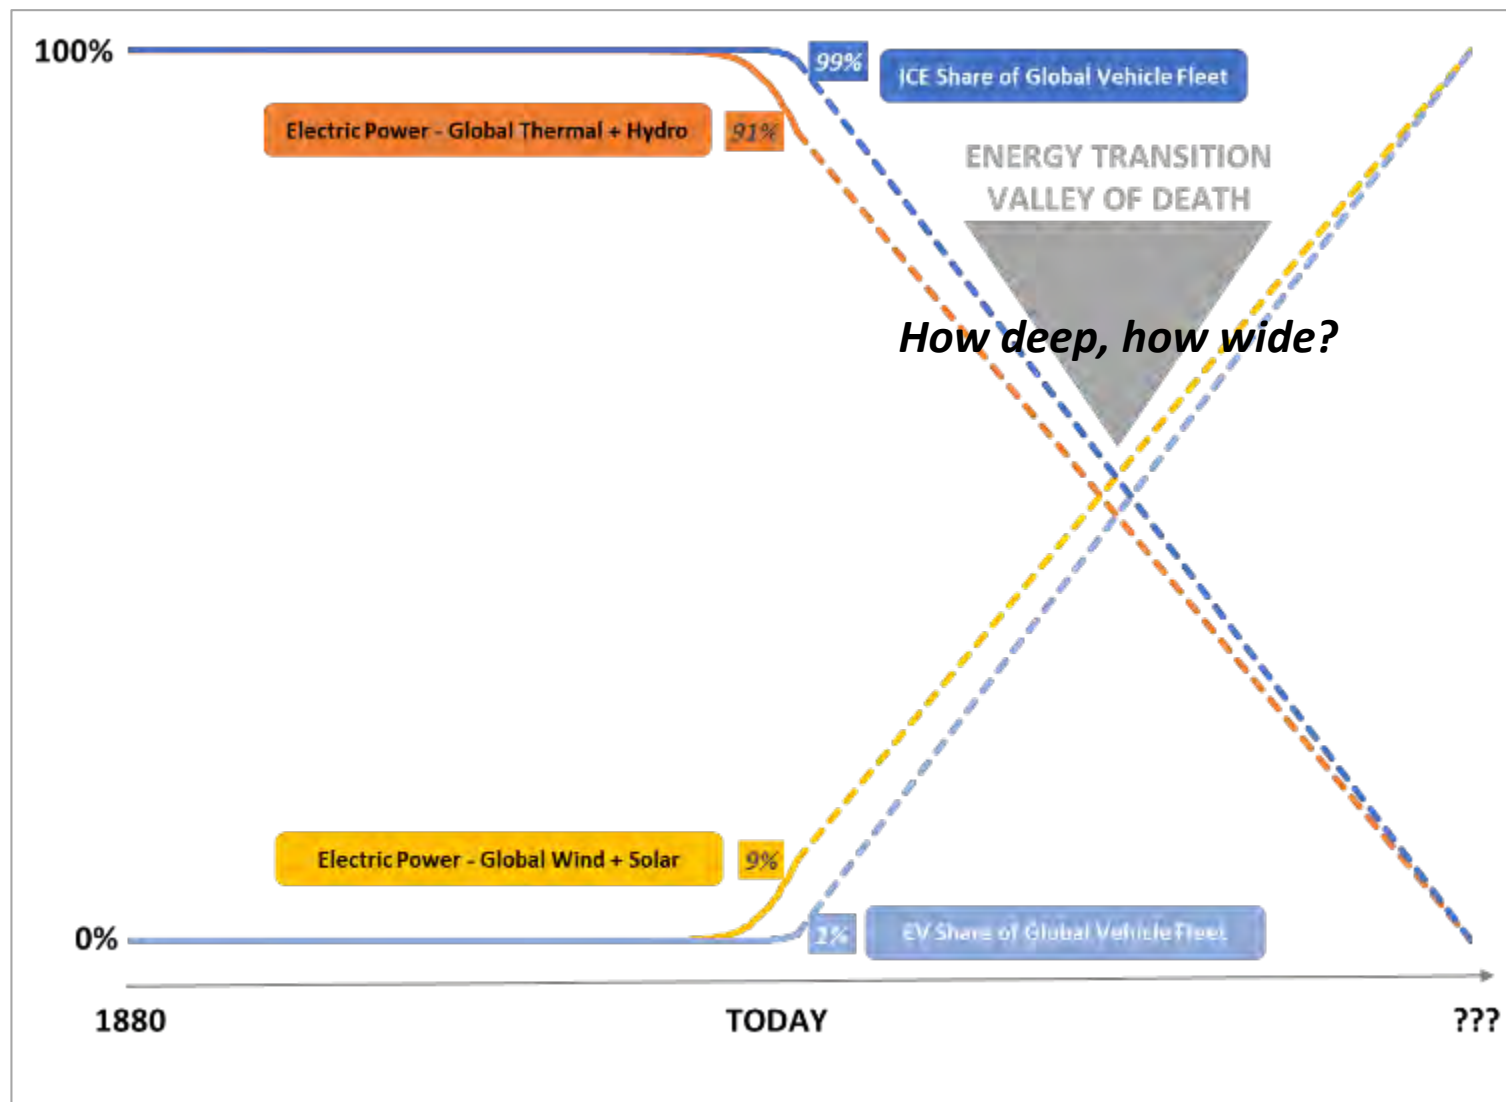 100%
99%
ICE Share of Global Vehicle Fleet
Electric Power - Global Thermal + Hydro
91%
ENERGY TRANSITION
VALLEY OF DEATH
How deep, how wide?
Electric Power - Global Wind + Solar
9%
0%
1%
EV Share of Global Vehicle Fleet
1880
TODAY
???